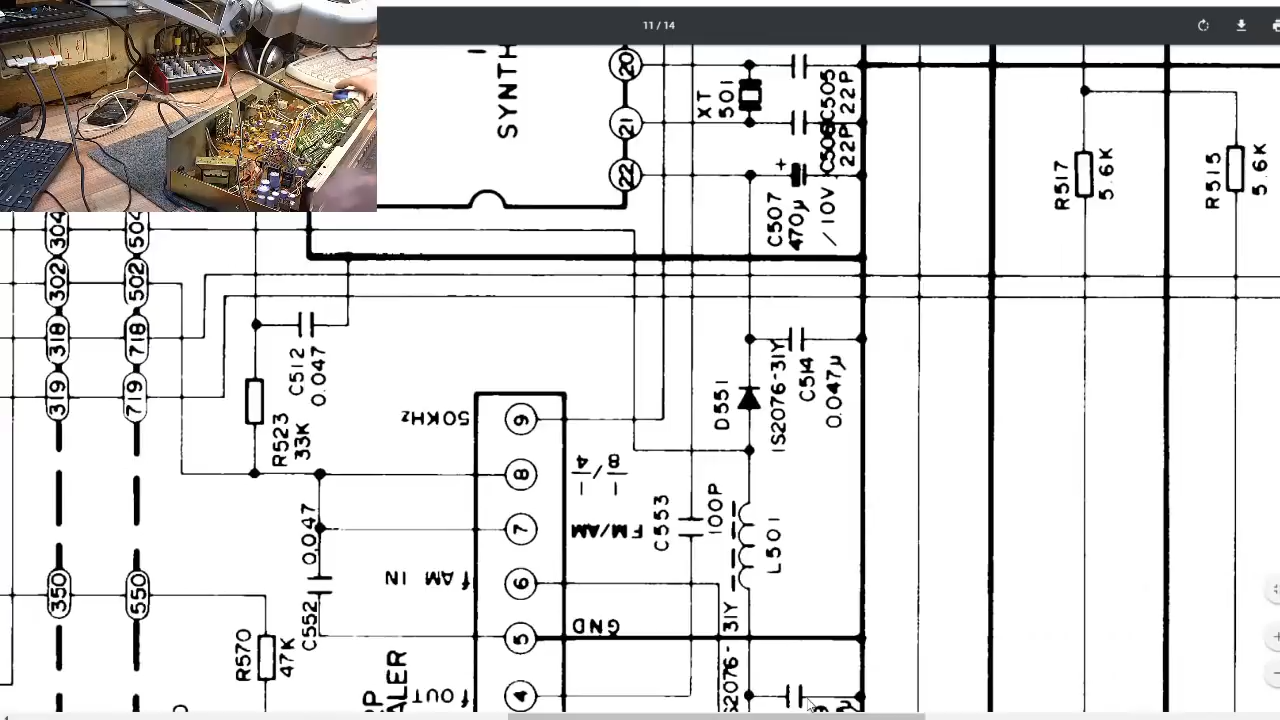 11 / 14
SYNTH
20
21
22
XT
501
C505
22P
22P
+
C507
470μ
/10V
R517
5.6K
R515
5.6K
304
504
302
502
318
718
319
719
350
550
C512
0.047
R523
33K
50KHz
9
8
1/4
1/8
7
FM/AM
f AM IN
6
5
GND
f OUT
4
0.047
C552
R570
47K
ALER
D551
1S2076-31Y
C514
0.047μ
C553
100P
L501
S2076-31Y